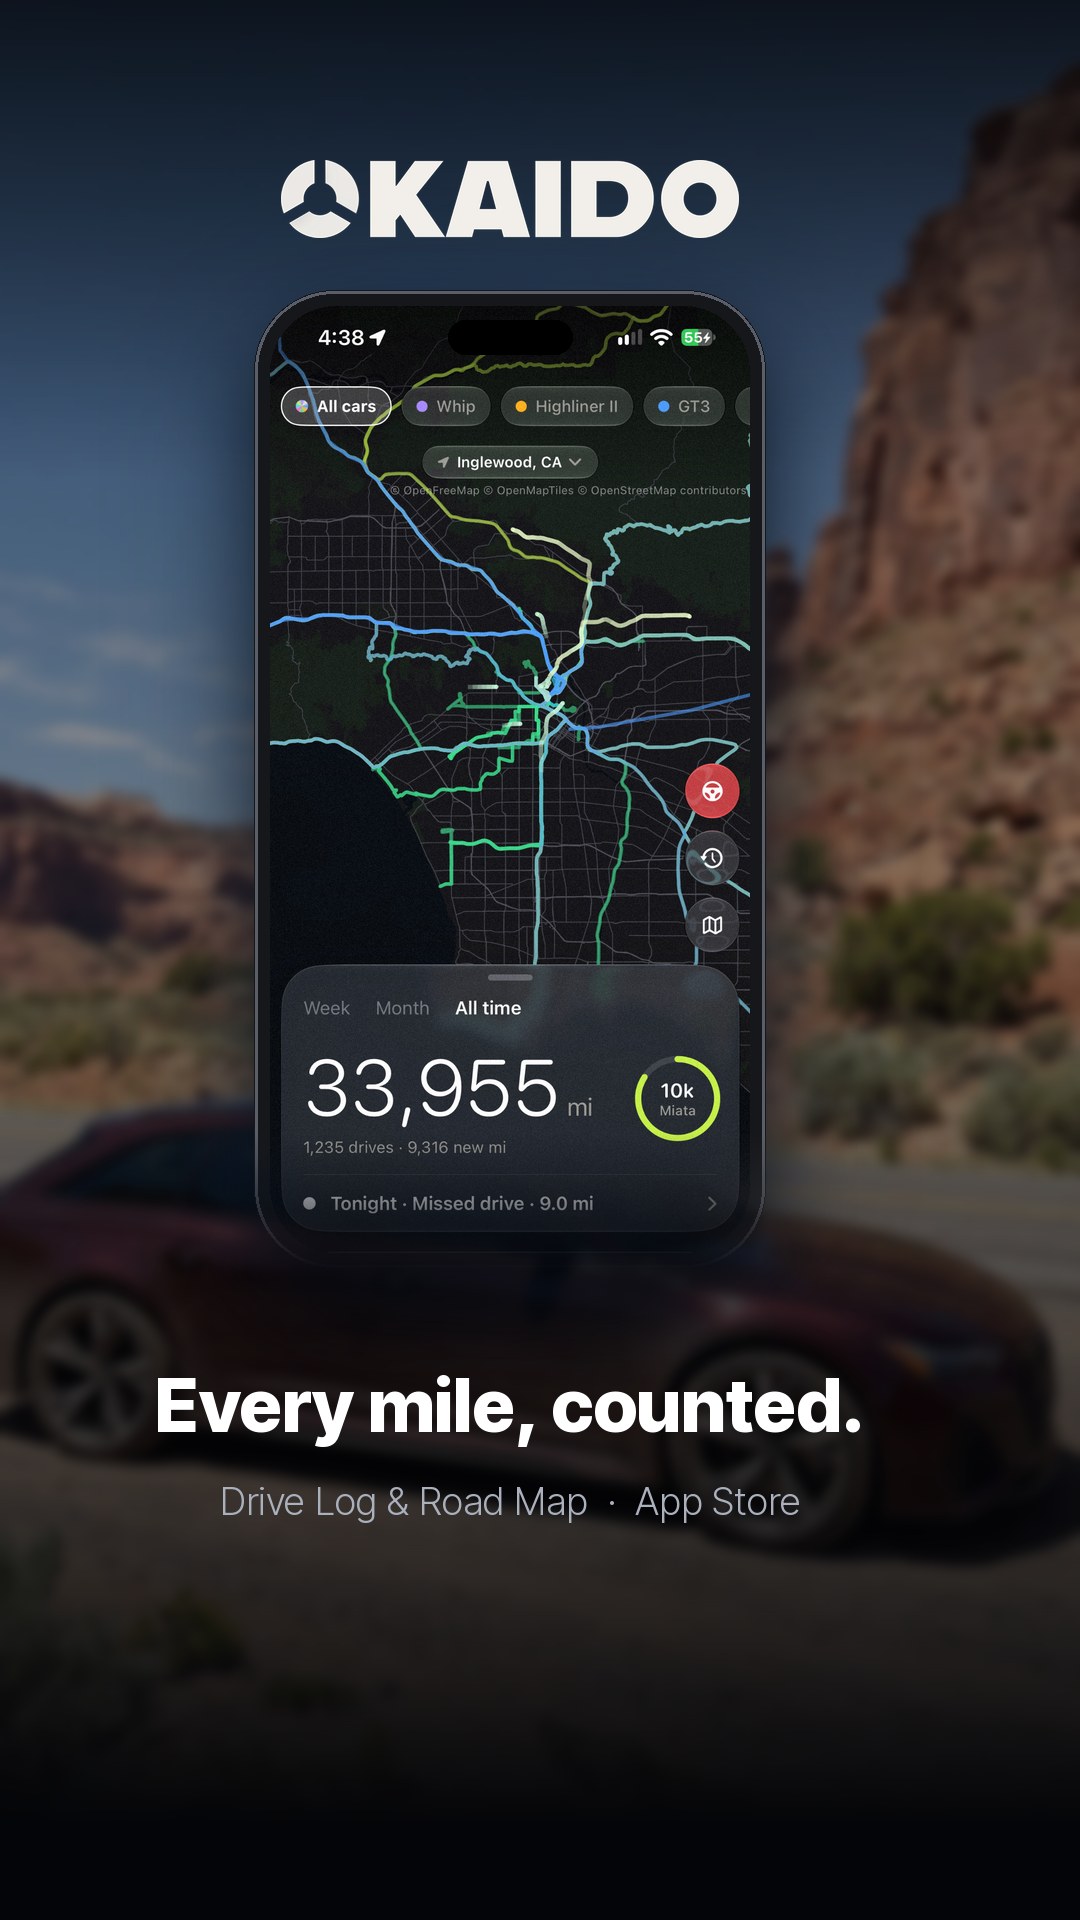 KAIDO
4:38
55
All cars
Whip
Highliner II
GT3
Inglewood, CA
© OpenFreeMap © OpenMapTiles © OpenStreetMap contributors
Week Month All time
33,955 mi
10k
Miata
1,235 drives · 9,316 new mi
Tonight · Missed drive · 9.0 mi
Every mile, counted.
Drive Log & Road Map · App Store